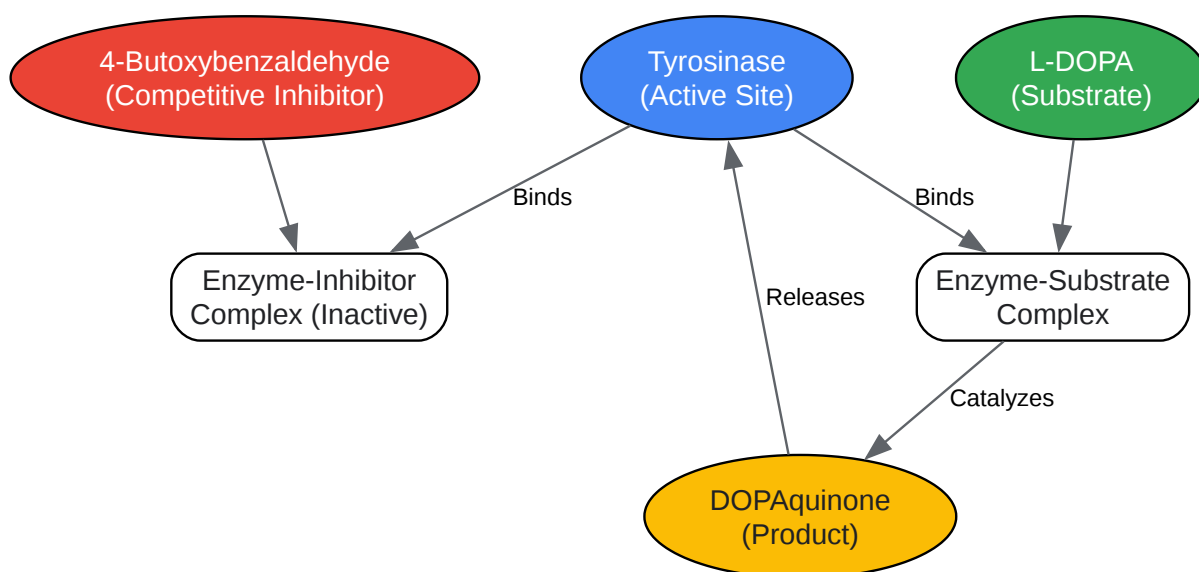 4-Butoxybenzaldehyde
(Competitive Inhibitor)
Tyrosinase
(Active Site)
L-DOPA
(Substrate)
Binds
Binds
Enzyme-Inhibitor
Complex (Inactive)
Releases
Enzyme-Substrate
Complex
Catalyzes
DOPAquinone
(Product)